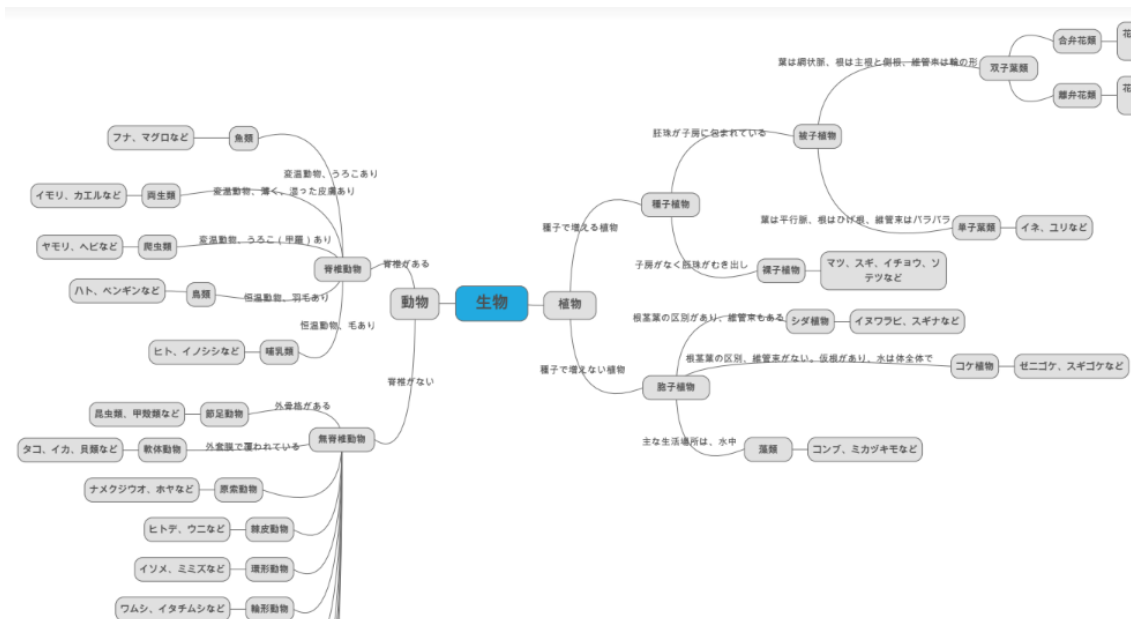 生物
動物
脊椎がある
脊椎動物
変温動物、うろこあり
魚類
フナ、マグロなど
変温動物、薄く、湿った皮膚あり
両生類
イモリ、カエルなど
変温動物、うろこ（甲羅）あり
爬虫類
ヤモリ、ヘビなど
恒温動物、羽毛あり
鳥類
ハト、ペンギンなど
恒温動物、毛あり
哺乳類
ヒト、イノシシなど
脊椎がない
無脊椎動物
外骨格がある
節足動物
昆虫類、甲殻類など
外套膜で覆われている
軟体動物
タコ、イカ、貝類など
原索動物
ナメクジウオ、ホヤなど
棘皮動物
ヒトデ、ウニなど
環形動物
イソメ、ミミズなど
輪形動物
ワムシ、イタチムシなど
植物
種子で増える植物
種子植物
胚珠が子房に包まれている
被子植物
葉は網状脈、根は主根と側根、維管束は輪の形
双子葉類
合弁花類
花
離弁花類
花
葉は平行脈、根はひげ根、維管束はバラバラ
単子葉類
イネ、ユリなど
子房がなく胚珠がむき出し
裸子植物
マツ、スギ、イチョウ、ソ
テツなど
種子で増えない植物
胞子植物
根茎葉の区別があり、維管束もある
シダ植物
イヌワラビ、スギナなど
根茎葉の区別、維管束がない。仮根があり、水は体全体で
コケ植物
ゼニゴケ、スギゴケなど
主な生活場所は、水中
藻類
コンブ、ミカヅキモなど